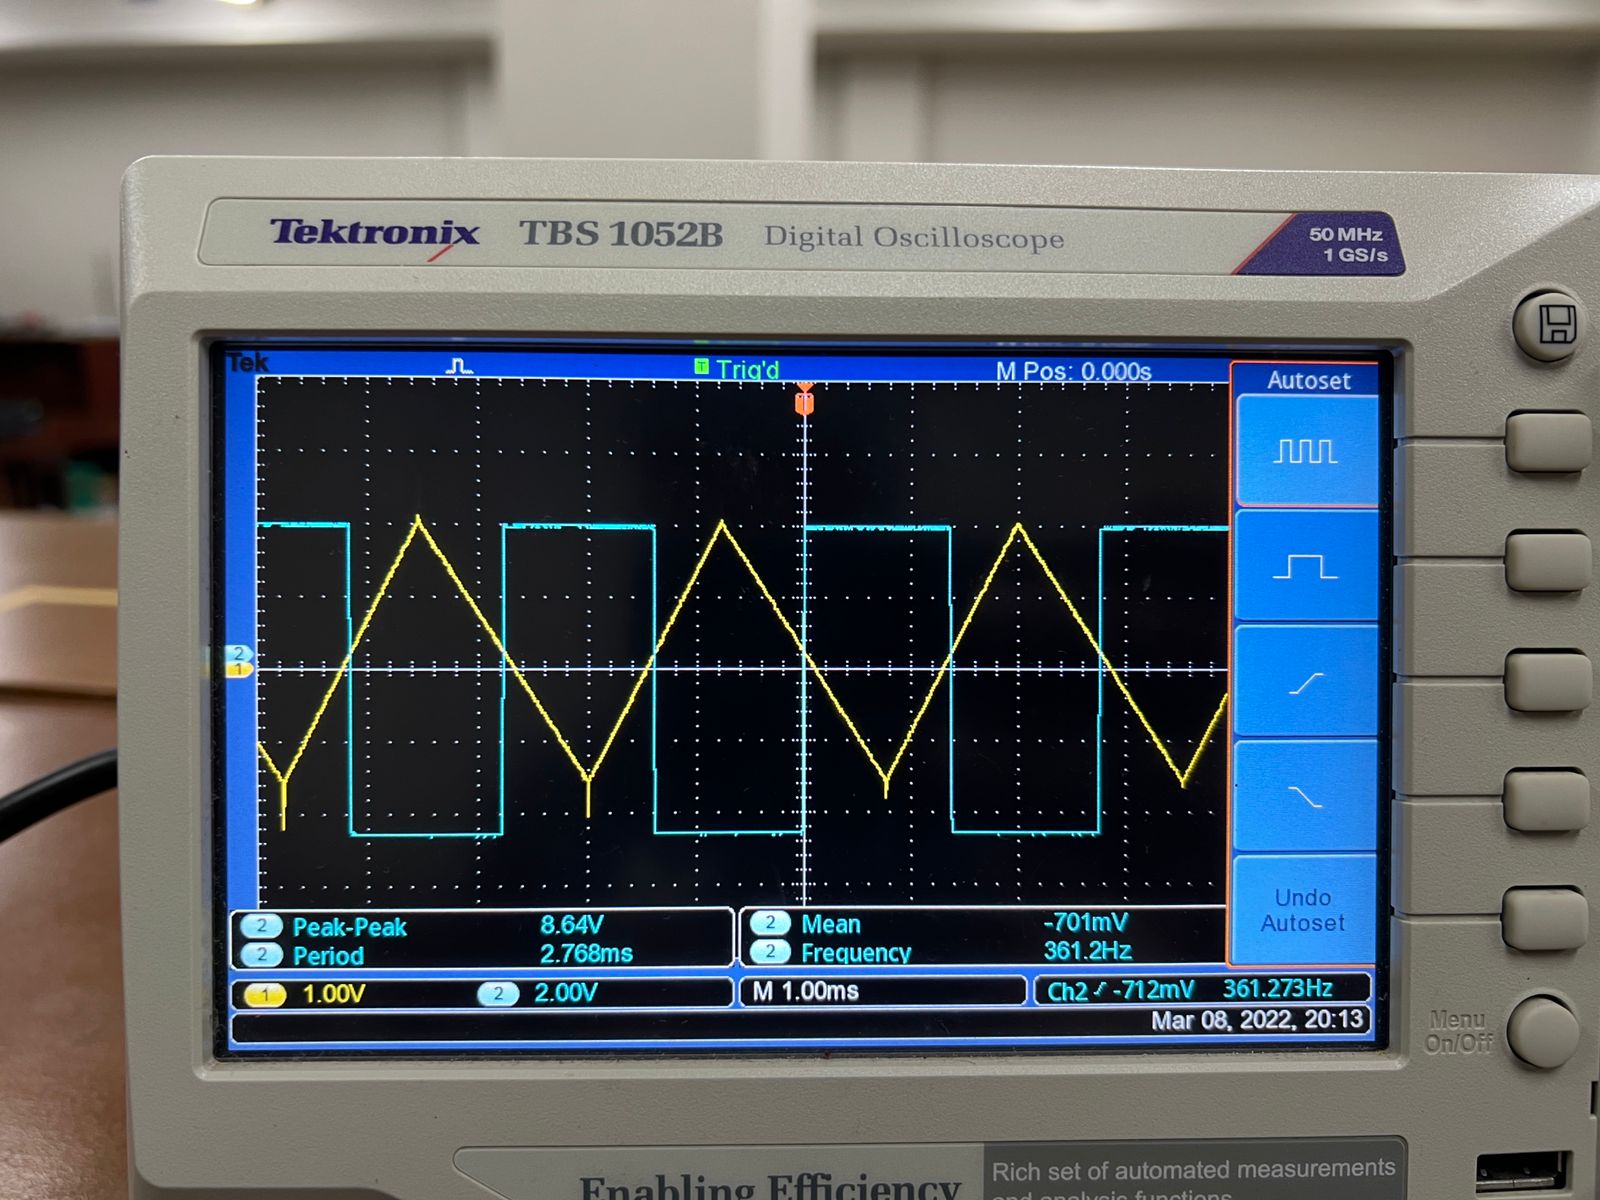 Tektronix TBS 1052B Digital Oscilloscope
50 MHz
1 GS/s
Tek Trig'd M Pos: 0.000s
Autoset
T
2
1
Undo
Autoset
2 Peak-Peak 8.64V 2 Mean -701mV
2 Period 2.768ms 2 Frequency 361.2Hz
1 1.00V 2 2.00V M 1.00ms Ch2 -712mV 361.273Hz
Mar 08, 2022, 20:13
Menu
On/Off
Enabling Efficiency
Rich set of automated measurements
and analysis functions